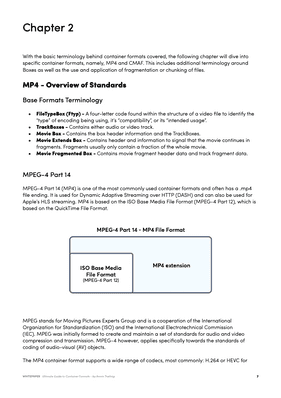 Chapter 2
With the basic terminology behind container formats covered, the following chapter will dive into
specific container formats, namely, MP4 and CMAF. This includes additional terminology around
Boxes as well as the use and application of fragmentation or chunking of files.
MP4 - Overview of Standards
Base Formats Terminology
• FileTypeBox (Ftyp) - A four-letter code found within the structure of a video file to identify the
"type" of encoding being used, it's "compatibility", or its "intended usage".
• TrackBoxes - Contains either audio or video track.
• Movie Box - Contains the box header information and the TrackBoxes.
• Movie Extends Box - Contains header and information to signal that the movie continues in
fragments. Fragments usually only contain a fraction of the whole movie.
• Movie Fragmented Box - Contains movie fragment header data and track fragment data.
MPEG-4 Part 14
MPEG-4 Part 14 (MP4) is one of the most commonly used container formats and often has a .mp4
file ending. It is used for Dynamic Adaptive Streaming over HTTP (DASH) and can also be used for
Apple's HLS streaming. MP4 is based on the ISO Base Media File Format (MPEG-4 Part 12), which is
based on the QuickTime File Format.
MPEG-4 Part 14 - MP4 File Format
ISO Base Media
File Format
(MPEG-4 Part 12)
MP4 extension
MPEG stands for Moving Pictures Experts Group and is a cooperation of the International
Organization for Standardization (ISO) and the International Electrotechnical Commission
(IEC). MPEG was initially formed to create and maintain a set of standards for audio and video
compression and transmission. MPEG-4 however, applies specifically towards the standards of
coding of audio-visual (AV) objects.
The MP4 container format supports a wide range of codecs, most commonly: H.264 or HEVC for
7